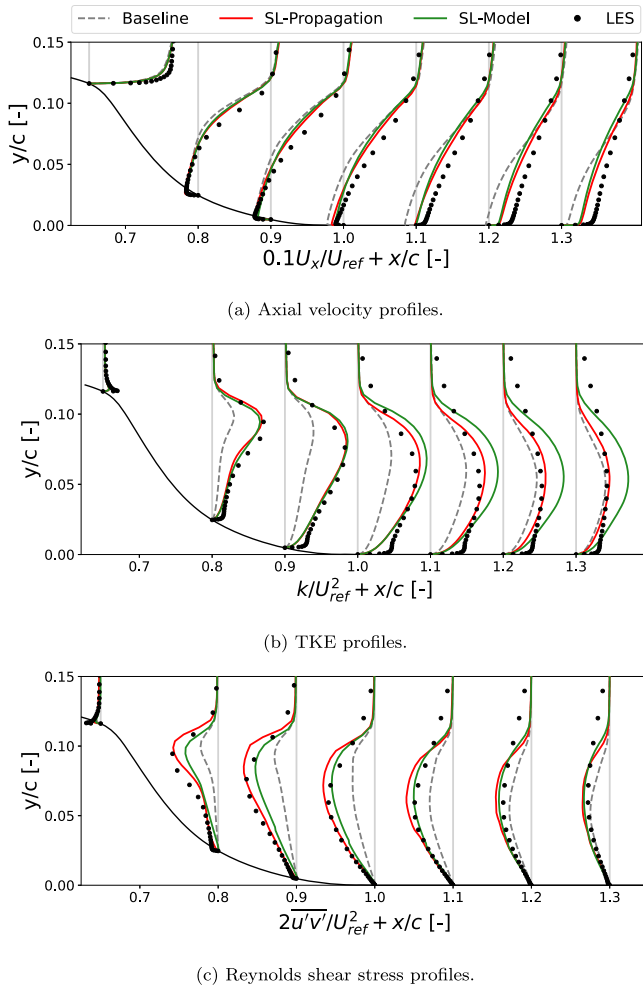 Baseline SL-Propagation SL-Model LES
0.15
0.10
0.05
0.00
y/c [-]
0.7 0.8 0.9 1.0 1.1 1.2 1.3
0.1U_x/U_ref + x/c [-]
(a) Axial velocity profiles.
0.15
0.10
0.05
0.00
y/c [-]
0.7 0.8 0.9 1.0 1.1 1.2 1.3
k/U²_ref + x/c [-]
(b) TKE profiles.
0.15
0.10
0.05
0.00
y/c [-]
0.7 0.8 0.9 1.0 1.1 1.2 1.3
2\overline{u'v'}/U²_ref + x/c [-]
(c) Reynolds shear stress profiles.